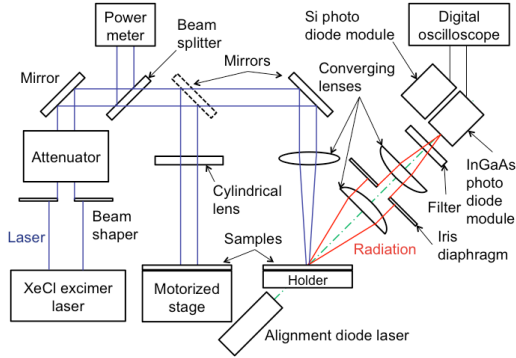 Power
meter
Beam
splitter
Si photo
diode module
Digital
oscilloscope
Mirror
Mirrors
Converging
lenses
Attenuator
Cylindrical
lens
InGaAs
photo
diode
module
Filter
Iris
diaphragm
Laser
Beam
shaper
Samples
Radiation
XeCl excimer
laser
Motorized
stage
Holder
Alignment diode laser